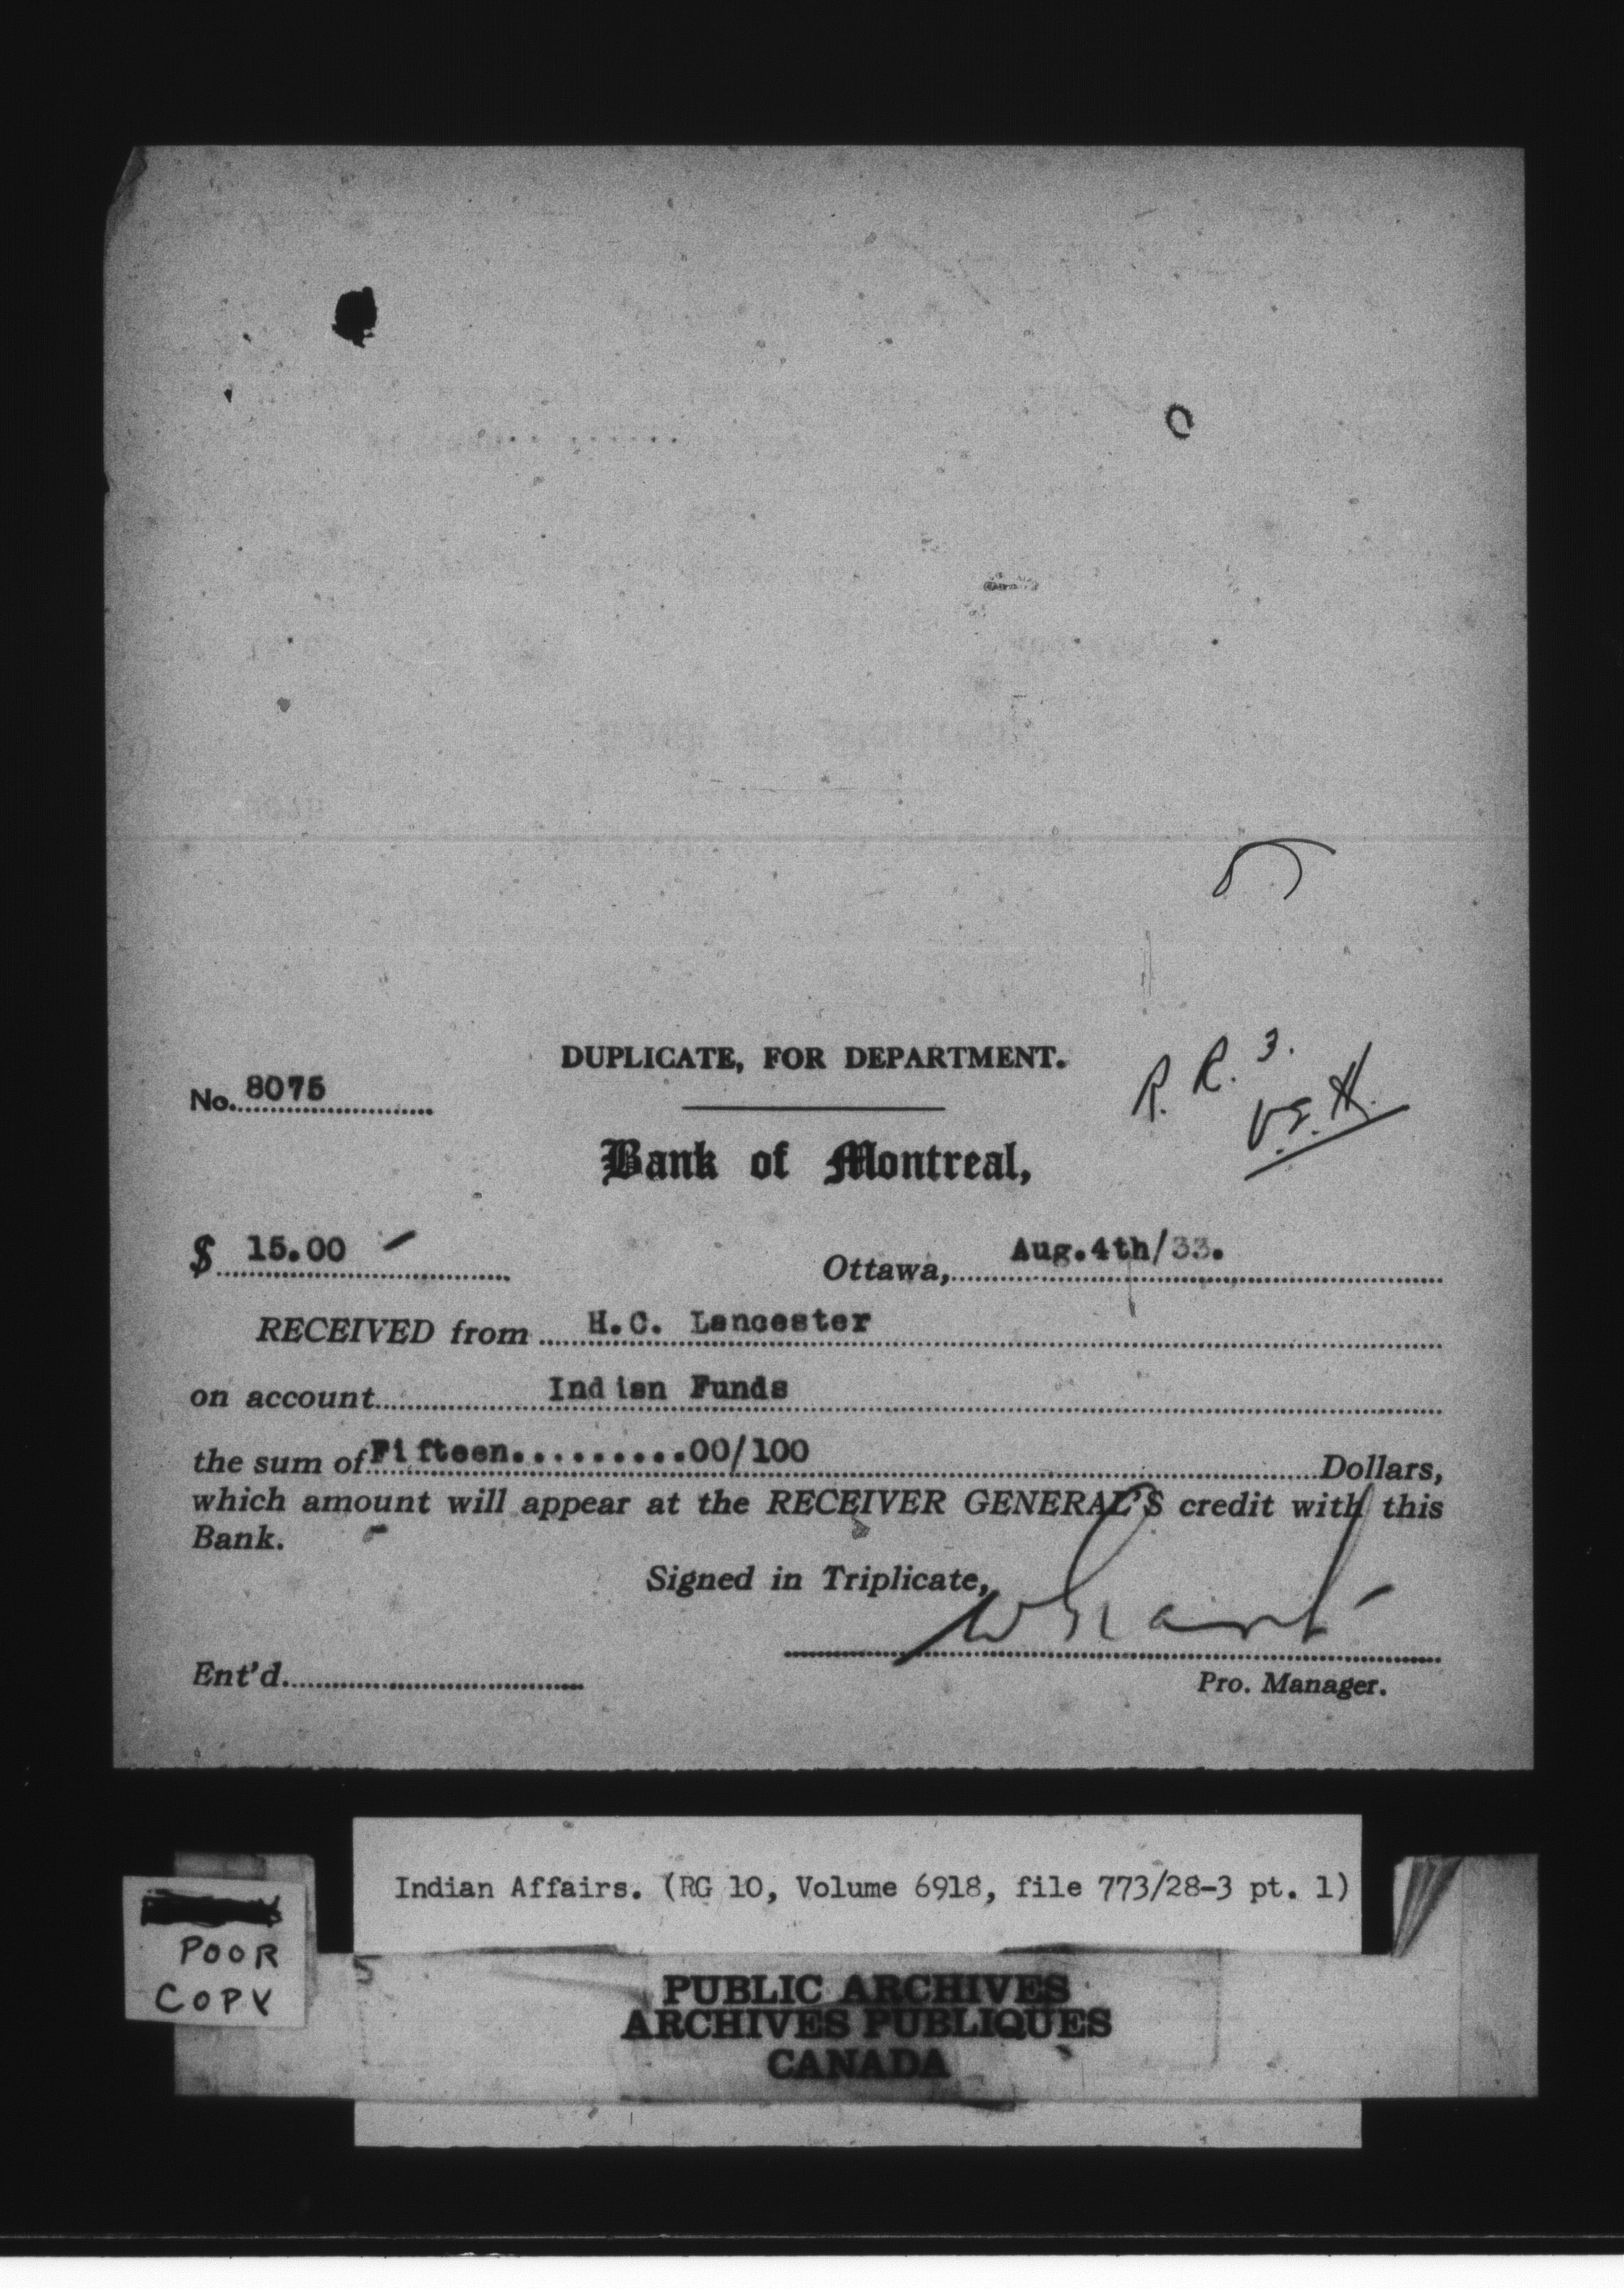 DUPLICATE, FOR DEPARTMENT.
R. R. 3.
V.E.H.
No. 8075
Bank of Montreal,
$ 15.00
Ottawa, Aug.4th/33.
RECEIVED from H.C. Lancester
on account Indian Funds
the sum of Fifteen..........00/100 Dollars,
which amount will appear at the RECEIVER GENERAL'S credit with this
Bank.
Signed in Triplicate,
Ent'd
Pro. Manager.
Indian Affairs. (RG 10, Volume 6918, file 773/28-3 pt. 1)
POOR
COPY
PUBLIC ARCHIVES
ARCHIVES PUBLIQUES
CANADA